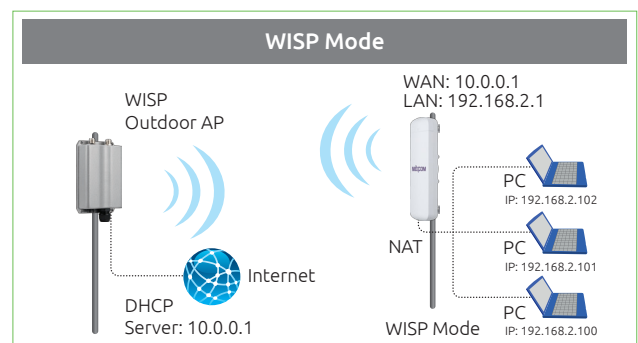 WISP Mode
WISP
Outdoor AP
WAN: 10.0.0.1
LAN: 192.168.2.1
PC
IP: 192.168.2.102
NAT
PC
IP: 192.168.2.101
Internet
DHCP
Server: 10.0.0.1
WISP Mode
PC
IP: 192.168.2.100